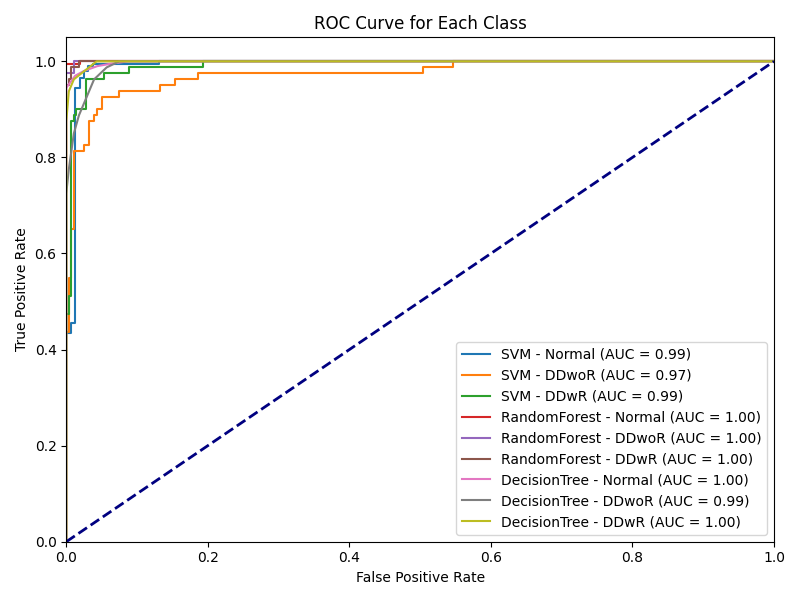 ROC Curve for Each Class
True Positive Rate
1.0
0.8
0.6
0.4
0.2
0.0
SVM - Normal (AUC = 0.99)
SVM - DDwoR (AUC = 0.97)
SVM - DDwR (AUC = 0.99)
RandomForest - Normal (AUC = 1.00)
RandomForest - DDwoR (AUC = 1.00)
RandomForest - DDwR (AUC = 1.00)
DecisionTree - Normal (AUC = 1.00)
DecisionTree - DDwoR (AUC = 0.99)
DecisionTree - DDwR (AUC = 1.00)
0.0 0.2 0.4 0.6 0.8 1.0
False Positive Rate